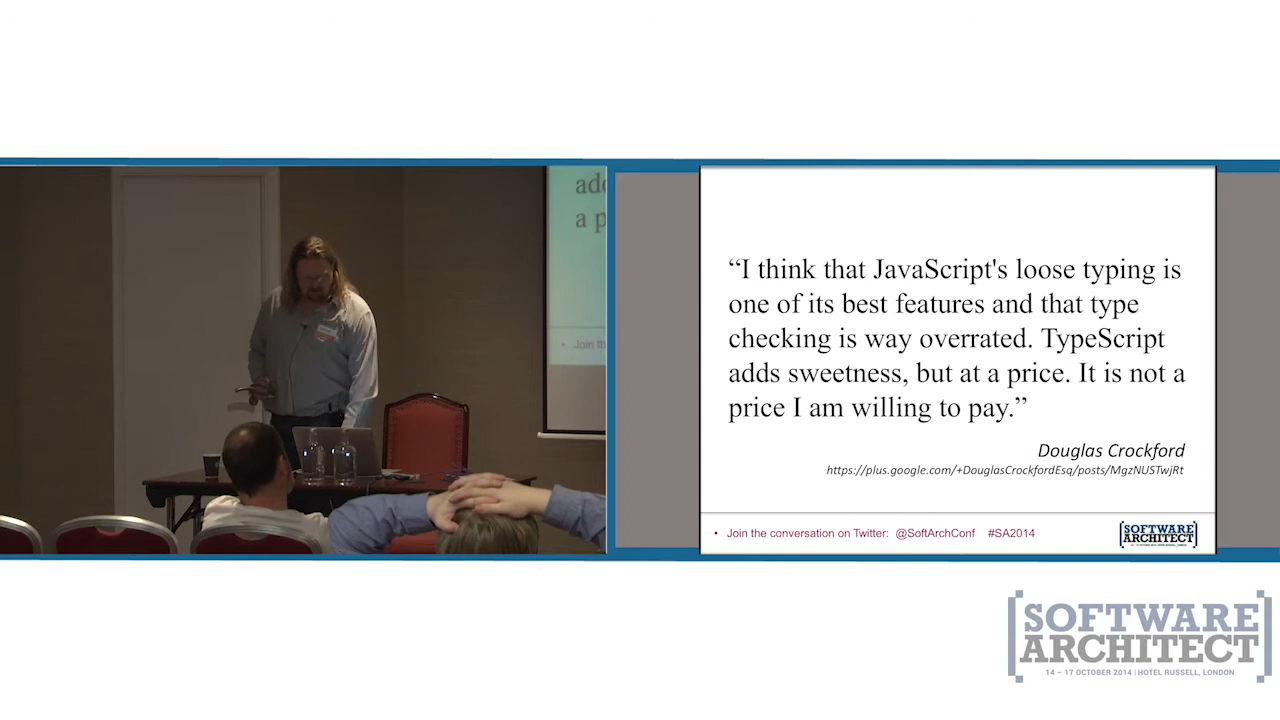 add
a p
Join th
“I think that JavaScript's loose typing is
one of its best features and that type
checking is way overrated. TypeScript
adds sweetness, but at a price. It is not a
price I am willing to pay.”
Douglas Crockford
https://plus.google.com/+DouglasCrockfordEsq/posts/MgzNUSTwjRt
• Join the conversation on Twitter: @SoftArchConf #SA2014
[SOFTWARE
ARCHITECT]
[SOFTWARE
ARCHITECT]
14 – 17 OCTOBER 2014 | HOTEL RUSSELL, LONDON